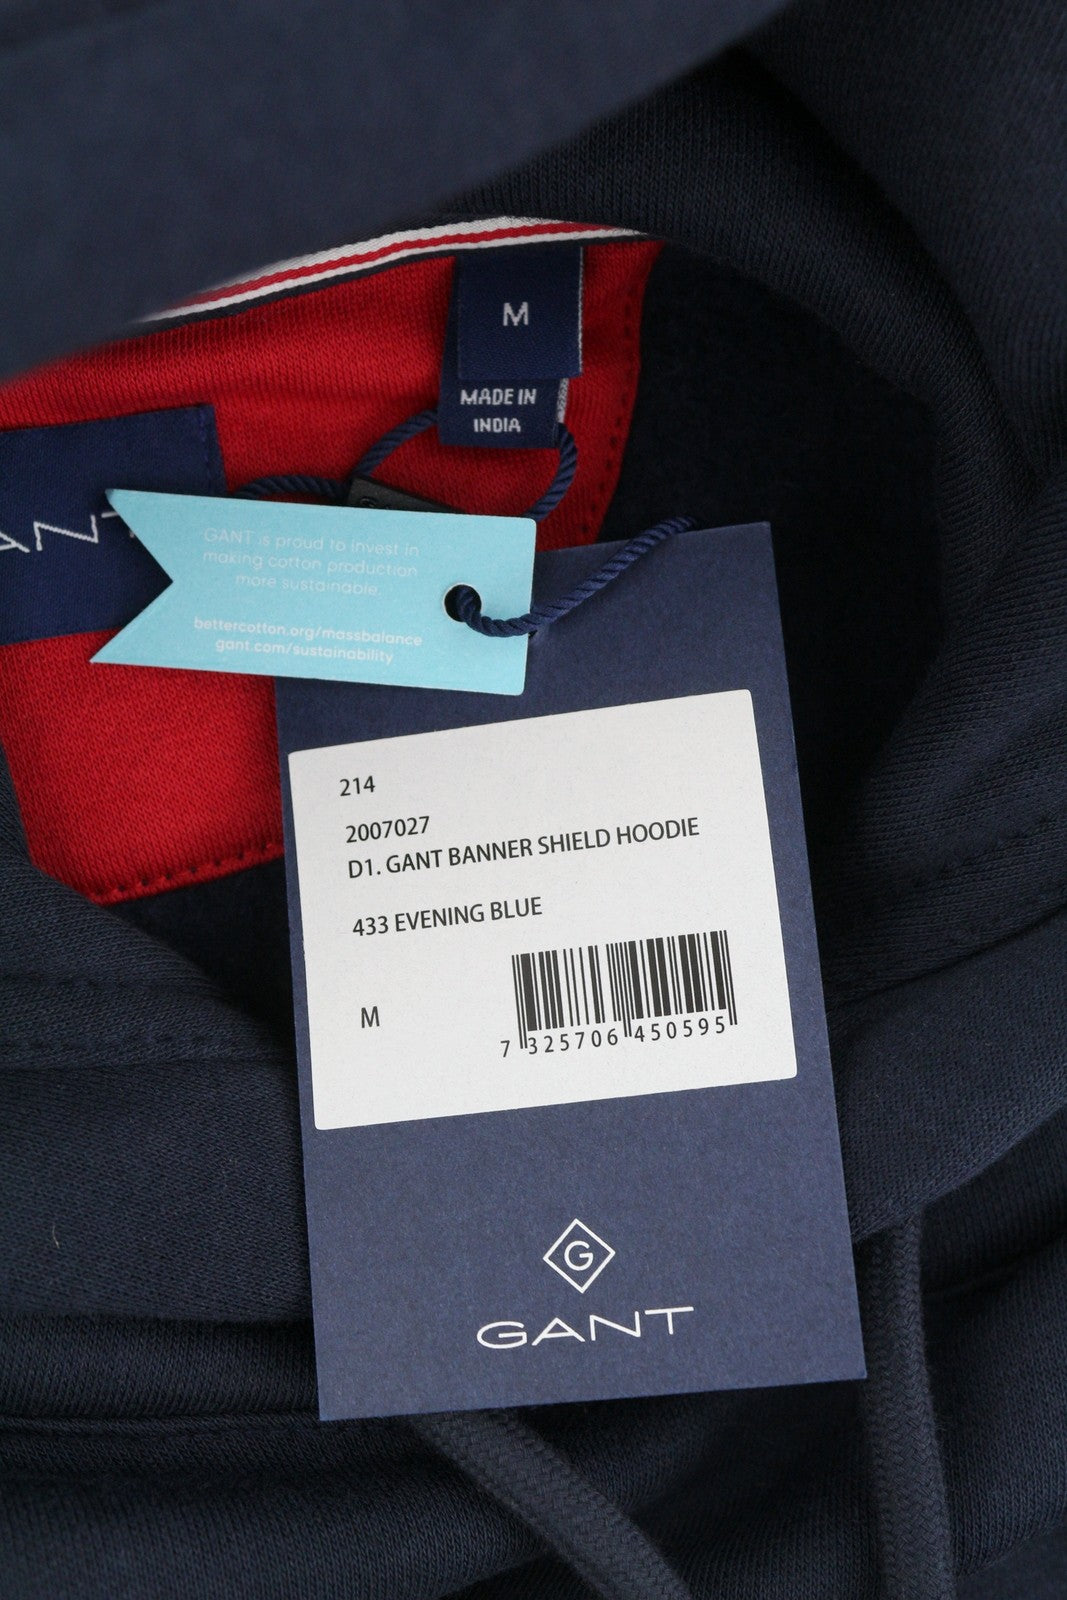 M
MADE IN
INDIA
GANT is proud to invest in
making cotton production
more sustainable.
bettercotton.org/massbalance
gant.com/sustainability
214
2007027
D1. GANT BANNER SHIELD HOODIE
433 EVENING BLUE
M
7 325706 450595
G
GANT